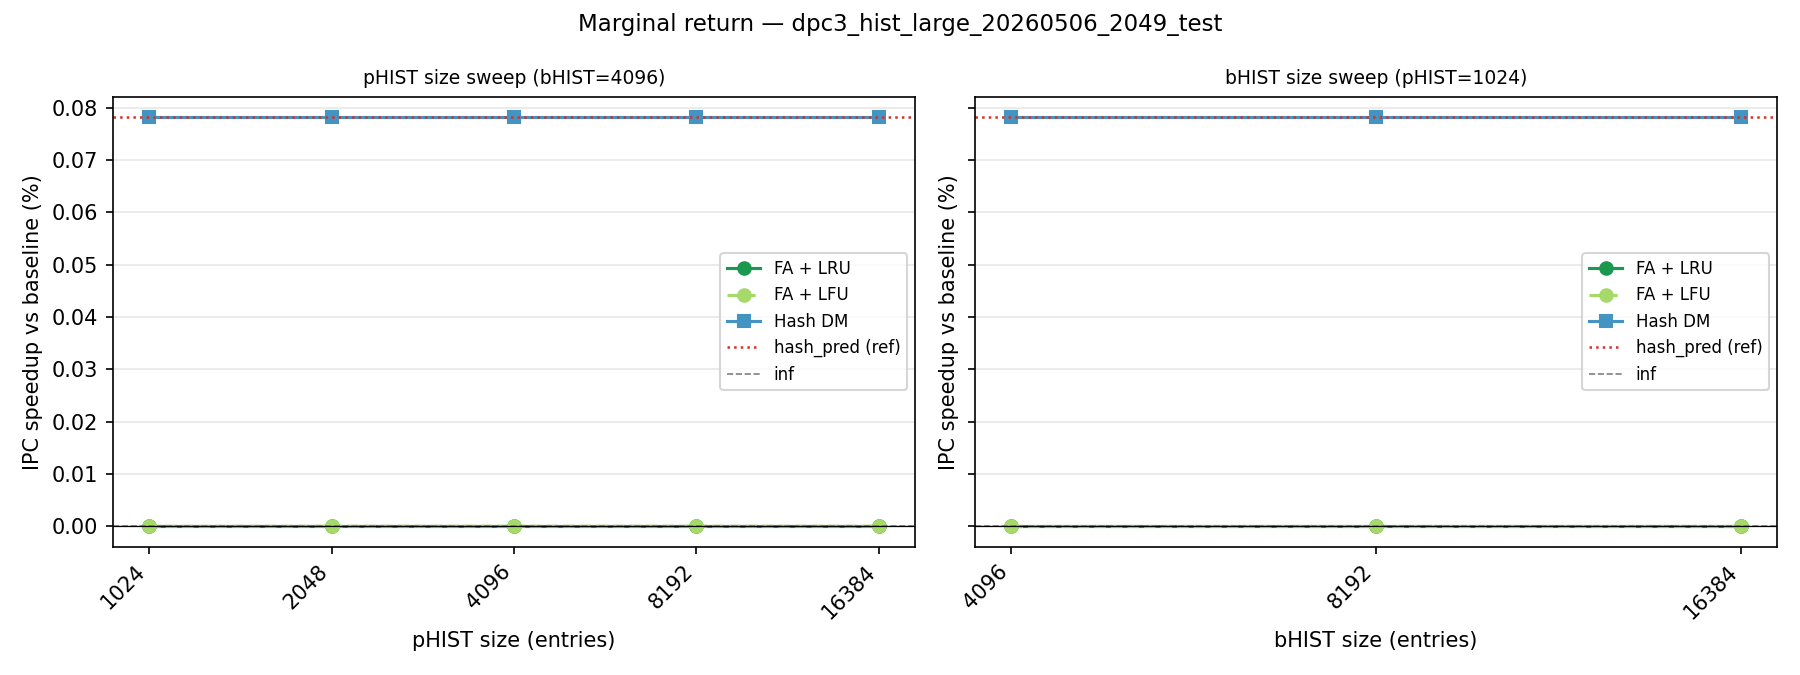 Marginal return — dpc3_hist_large_20260506_2049_test
pHIST size sweep (bHIST=4096)
IPC speedup vs baseline (%)
0.08
0.07
0.06
0.05
0.04
0.03
0.02
0.01
0.00
FA + LRU
FA + LFU
Hash DM
hash_pred (ref)
inf
1024
2048
4096
8192
16384
pHIST size (entries)
bHIST size sweep (pHIST=1024)
IPC speedup vs baseline (%)
FA + LRU
FA + LFU
Hash DM
hash_pred (ref)
inf
4096
8192
16384
bHIST size (entries)